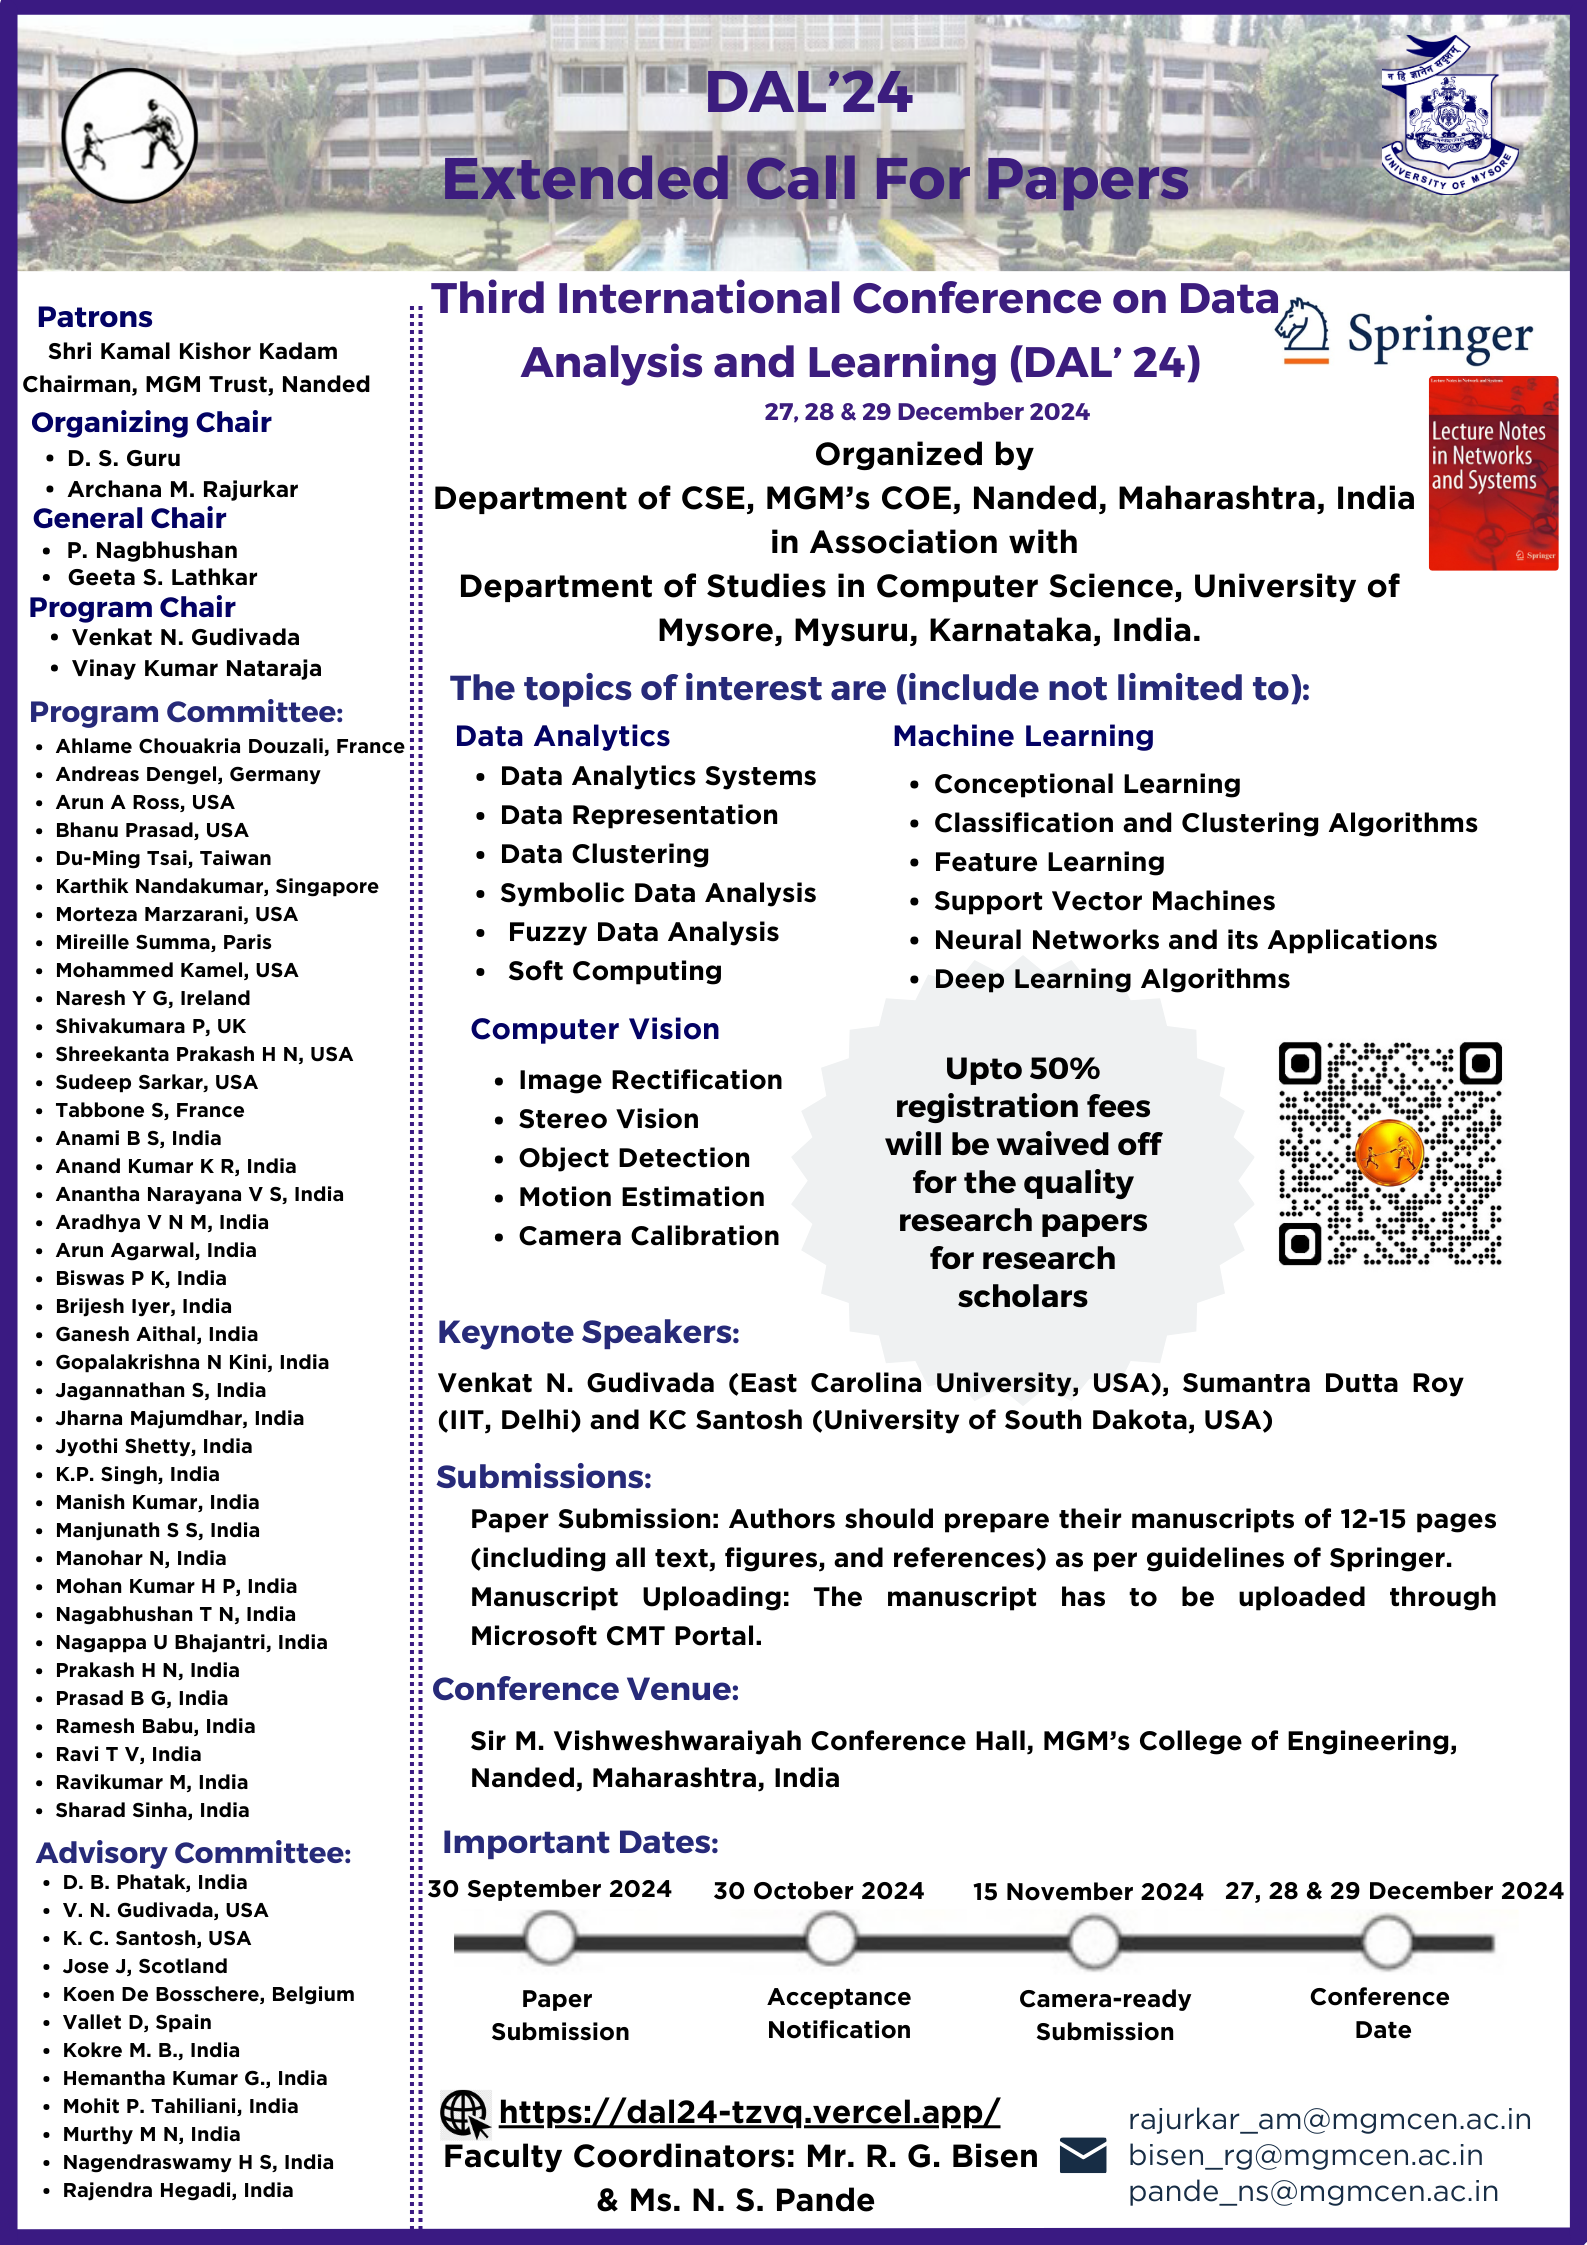 DAL’24
Extended Call For Papers
न हि ज्ञानेन सदृशम्
UNIVERSITY OF MYSORE
Patrons
Shri Kamal Kishor Kadam
Chairman, MGM Trust, Nanded
Organizing Chair
• D. S. Guru
• Archana M. Rajurkar
General Chair
• P. Nagbhushan
• Geeta S. Lathkar
Program Chair
• Venkat N. Gudivada
• Vinay Kumar Nataraja
Program Committee:
• Ahlame Chouakria Douzali, France
• Andreas Dengel, Germany
• Arun A Ross, USA
• Bhanu Prasad, USA
• Du-Ming Tsai, Taiwan
• Karthik Nandakumar, Singapore
• Morteza Marzarani, USA
• Mireille Summa, Paris
• Mohammed Kamel, USA
• Naresh Y G, Ireland
• Shivakumara P, UK
• Shreekanta Prakash H N, USA
• Sudeep Sarkar, USA
• Tabbone S, France
• Anami B S, India
• Anand Kumar K R, India
• Anantha Narayana V S, India
• Aradhya V N M, India
• Arun Agarwal, India
• Biswas P K, India
• Brijesh Iyer, India
• Ganesh Aithal, India
• Gopalakrishna N Kini, India
• Jagannathan S, India
• Jharna Majumdhar, India
• Jyothi Shetty, India
• K.P. Singh, India
• Manish Kumar, India
• Manjunath S S, India
• Manohar N, India
• Mohan Kumar H P, India
• Nagabhushan T N, India
• Nagappa U Bhajantri, India
• Prakash H N, India
• Prasad B G, India
• Ramesh Babu, India
• Ravi T V, India
• Ravikumar M, India
• Sharad Sinha, India
Advisory Committee:
• D. B. Phatak, India
• V. N. Gudivada, USA
• K. C. Santosh, USA
• Jose J, Scotland
• Koen De Bosschere, Belgium
• Vallet D, Spain
• Kokre M. B., India
• Hemantha Kumar G., India
• Mohit P. Tahiliani, India
• Murthy M N, India
• Nagendraswamy H S, India
• Rajendra Hegadi, India
Third International Conference on Data
Analysis and Learning (DAL’ 24)
27, 28 & 29 December 2024
Springer
Lecture Notes in Networks and Systems
Lecture Notes
in Networks
and Systems
Springer
Organized by
Department of CSE, MGM’s COE, Nanded, Maharashtra, India
in Association with
Department of Studies in Computer Science, University of
Mysore, Mysuru, Karnataka, India.
The topics of interest are (include not limited to):
Data Analytics
• Data Analytics Systems
• Data Representation
• Data Clustering
• Symbolic Data Analysis
• Fuzzy Data Analysis
• Soft Computing
Machine Learning
• Conceptional Learning
• Classification and Clustering Algorithms
• Feature Learning
• Support Vector Machines
• Neural Networks and its Applications
• Deep Learning Algorithms
Computer Vision
• Image Rectification
• Stereo Vision
• Object Detection
• Motion Estimation
• Camera Calibration
Upto 50%
registration fees
will be waived off
for the quality
research papers
for research
scholars
Keynote Speakers:
Venkat N. Gudivada (East Carolina University, USA), Sumantra Dutta Roy
(IIT, Delhi) and KC Santosh (University of South Dakota, USA)
Submissions:
Paper Submission: Authors should prepare their manuscripts of 12-15 pages
(including all text, figures, and references) as per guidelines of Springer.
Manuscript Uploading: The manuscript has to be uploaded through
Microsoft CMT Portal.
Conference Venue:
Sir M. Vishweshwaraiyah Conference Hall, MGM’s College of Engineering,
Nanded, Maharashtra, India
Important Dates:
30 September 2024
30 October 2024
15 November 2024
27, 28 & 29 December 2024
Paper
Submission
Acceptance
Notification
Camera-ready
Submission
Conference
Date
https://dal24-tzvq.vercel.app/
Faculty Coordinators: Mr. R. G. Bisen
& Ms. N. S. Pande
rajurkar_am@mgmcen.ac.in
bisen_rg@mgmcen.ac.in
pande_ns@mgmcen.ac.in